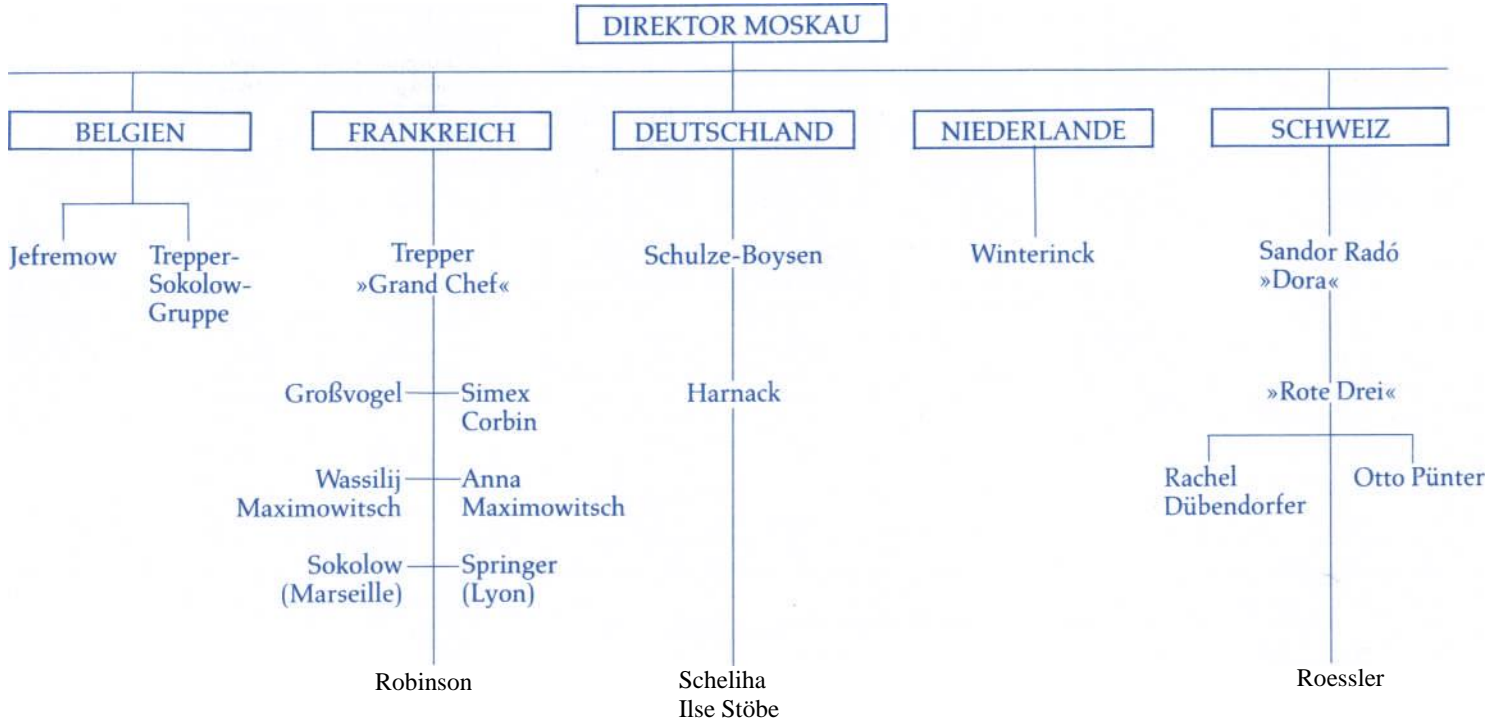 DIREKTOR MOSKAU
BELGIEN
FRANKREICH
DEUTSCHLAND
NIEDERLANDE
SCHWEIZ
Jefremow
Trepper-
Sokolow-
Gruppe
Trepper
»Grand Chef«
Großvogel
Simex
Corbin
Wassilij
Maximowitsch
Anna
Maximowitsch
Sokolow
(Marseille)
Springer
(Lyon)
Robinson
Schulze-Boysen
Harnack
Scheliha
Ilse Stöbe
Winterinck
Sandor Radó
»Dora«
»Rote Drei«
Rachel
Dübendorfer
Otto Pünter
Roessler